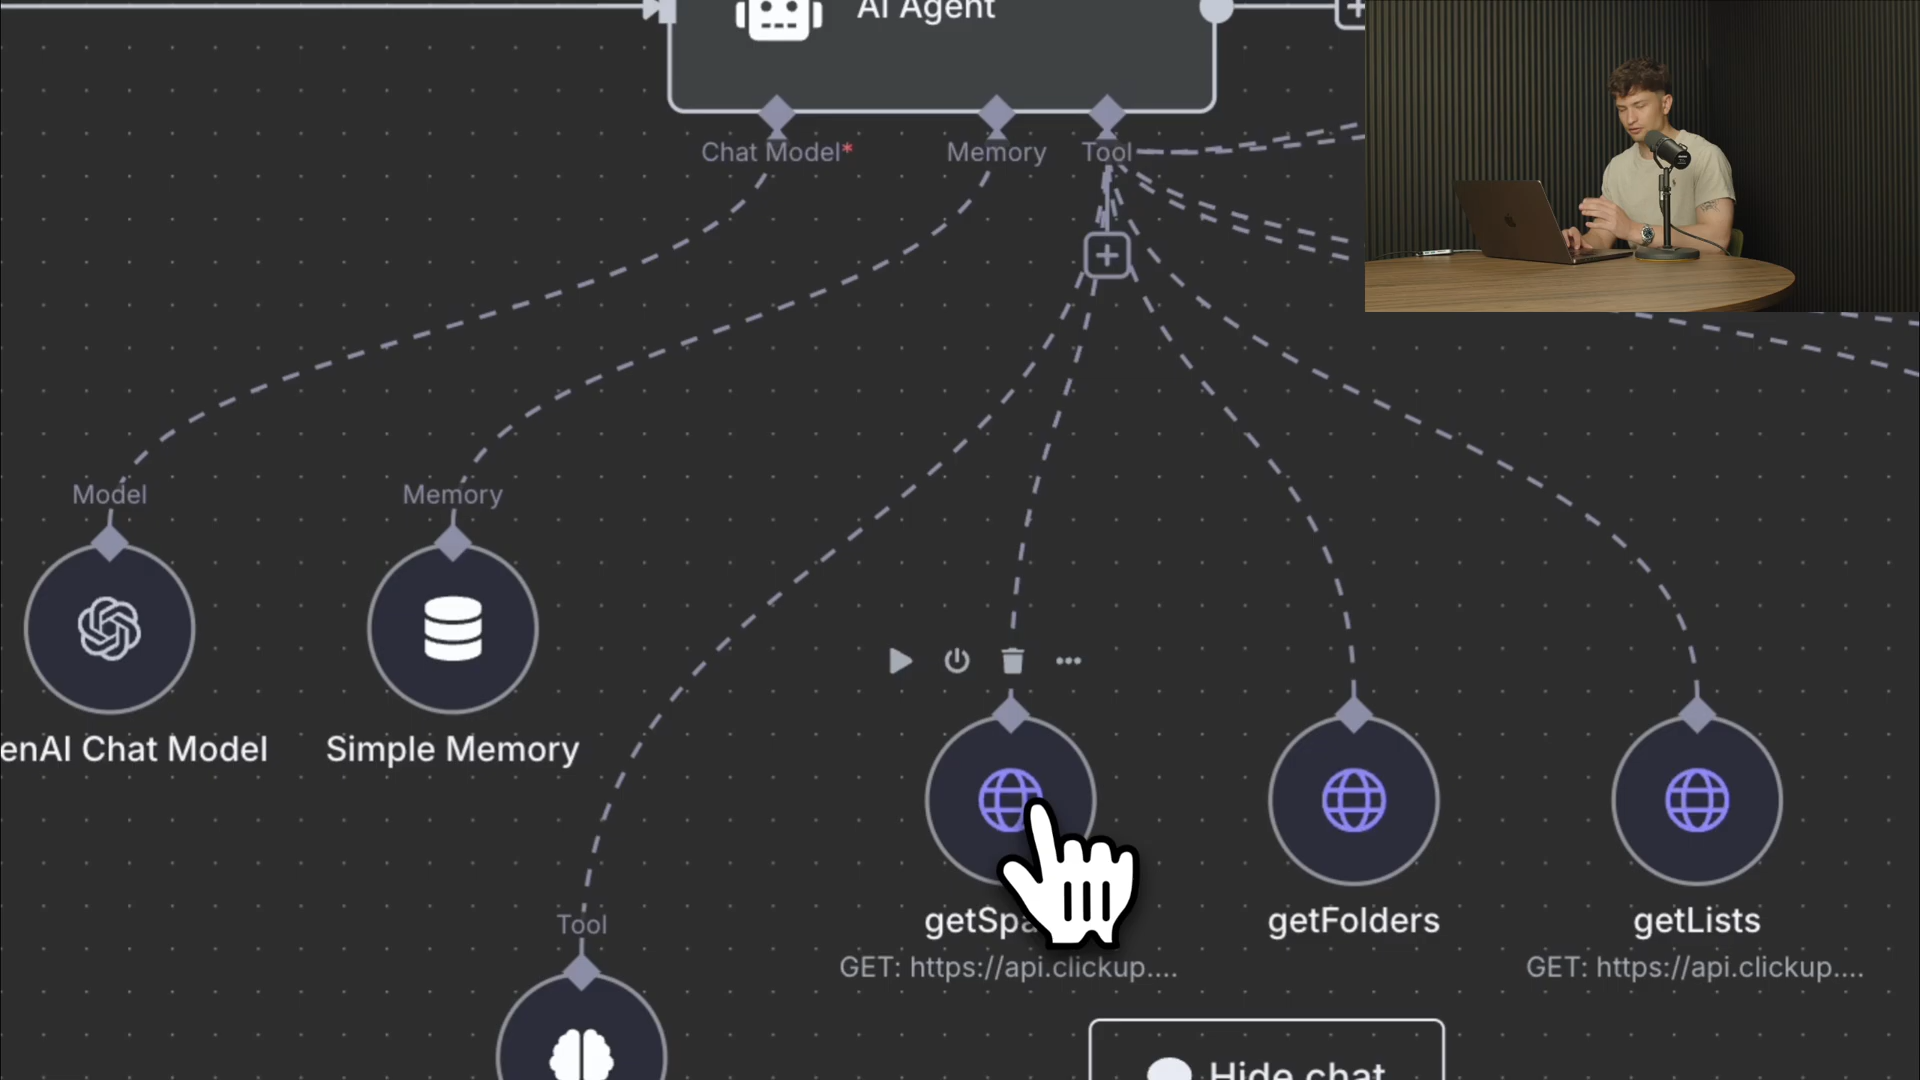 AI Agent
Chat Model*
Memory
Tool
Model
Memory
enAI Chat Model
Simple Memory
Tool
getSpa
getFolders
getLists
GET: https://api.clickup....
GET: https://api.clickup....
Hide chat